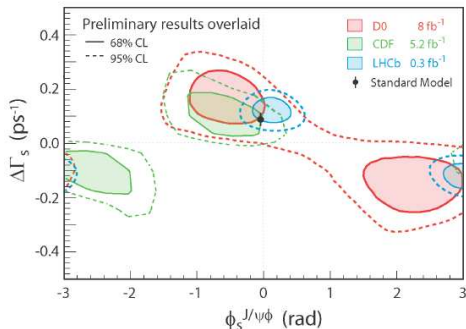 Preliminary results overlaid
68% CL
95% CL
D0 8 fb⁻¹
CDF 5.2 fb⁻¹
LHCb 0.3 fb⁻¹
Standard Model
ΔΓₛ (ps⁻¹)
0.4
0.2
0.0
-0.2
-0.4
-3 -2 -1 0 1 2 3
ϕₛ^J/ψϕ (rad)